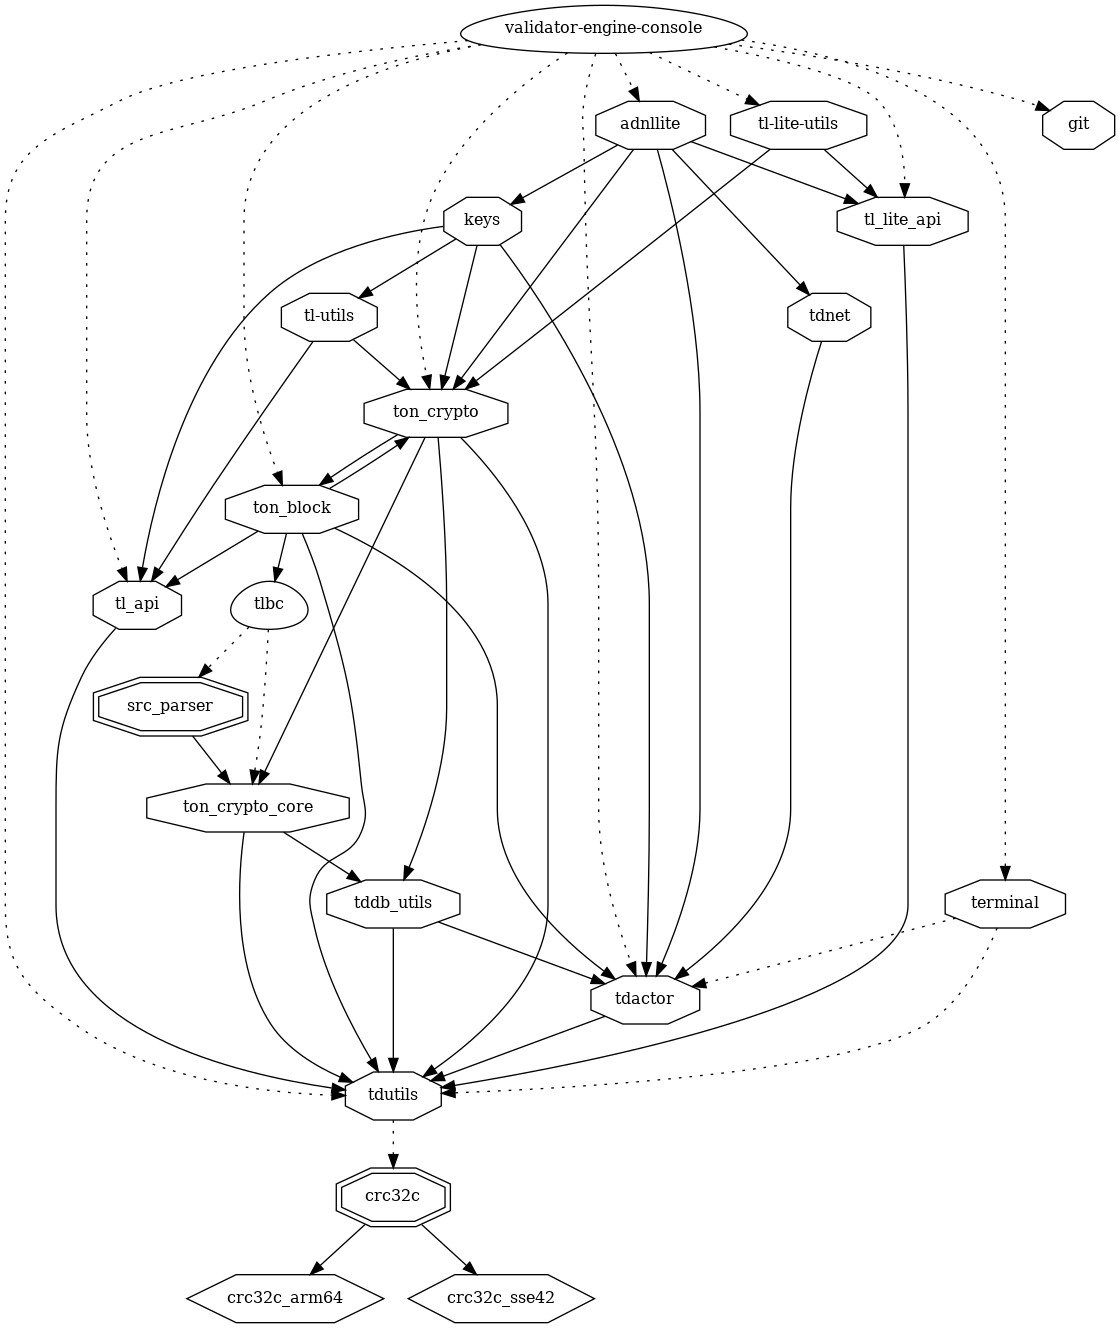 validator-engine-console
adnllite
tl-lite-utils
git
keys
tl_lite_api
tl-utils
tdnet
ton_crypto
ton_block
tl_api
tlbc
src_parser
ton_crypto_core
tddb_utils
terminal
tdactor
tdutils
crc32c
crc32c_arm64
crc32c_sse42